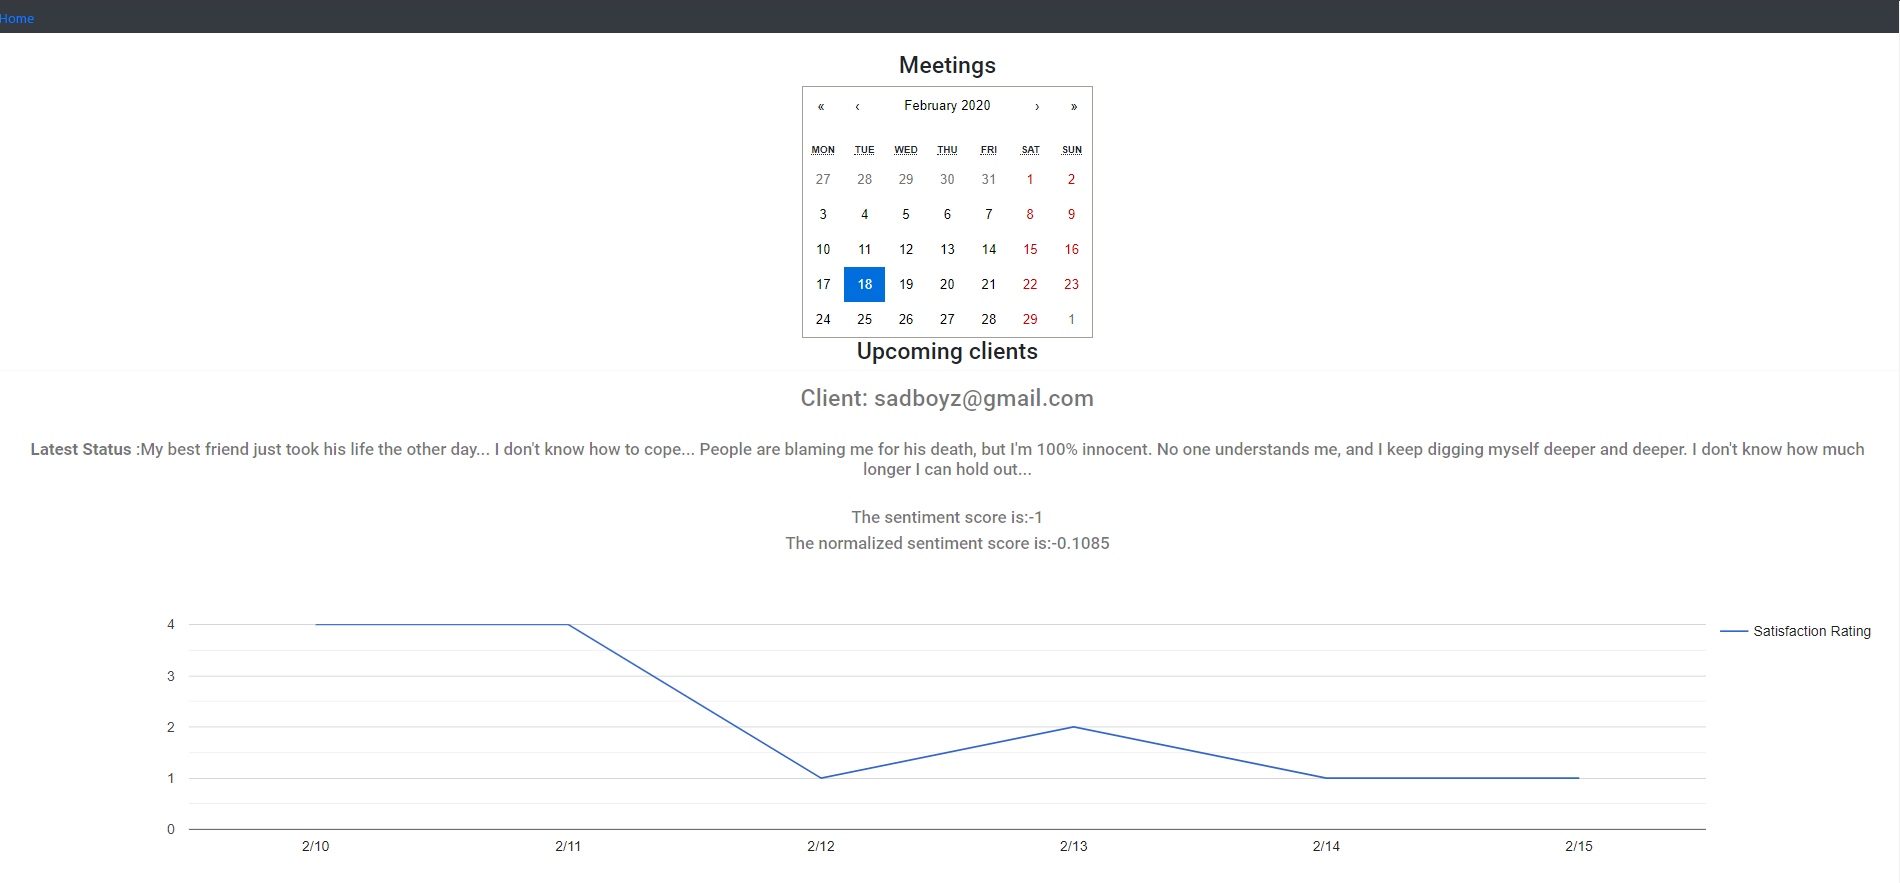 Home
Meetings
« ‹ February 2020 › »
MON TUE WED THU FRI SAT SUN
27 28 29 30 31 1 2
3 4 5 6 7 8 9
10 11 12 13 14 15 16
17 18 19 20 21 22 23
24 25 26 27 28 29 1
Upcoming clients
Client: sadboyz@gmail.com
Latest Status :My best friend just took his life the other day... I don't know how to cope... People are blaming me for his death, but I'm 100% innocent. No one understands me, and I keep digging myself deeper and deeper. I don't know how much
longer I can hold out...
The sentiment score is:-1
The normalized sentiment score is:-0.1085
4
Satisfaction Rating
3
2
1
0
2/10 2/11 2/12 2/13 2/14 2/15